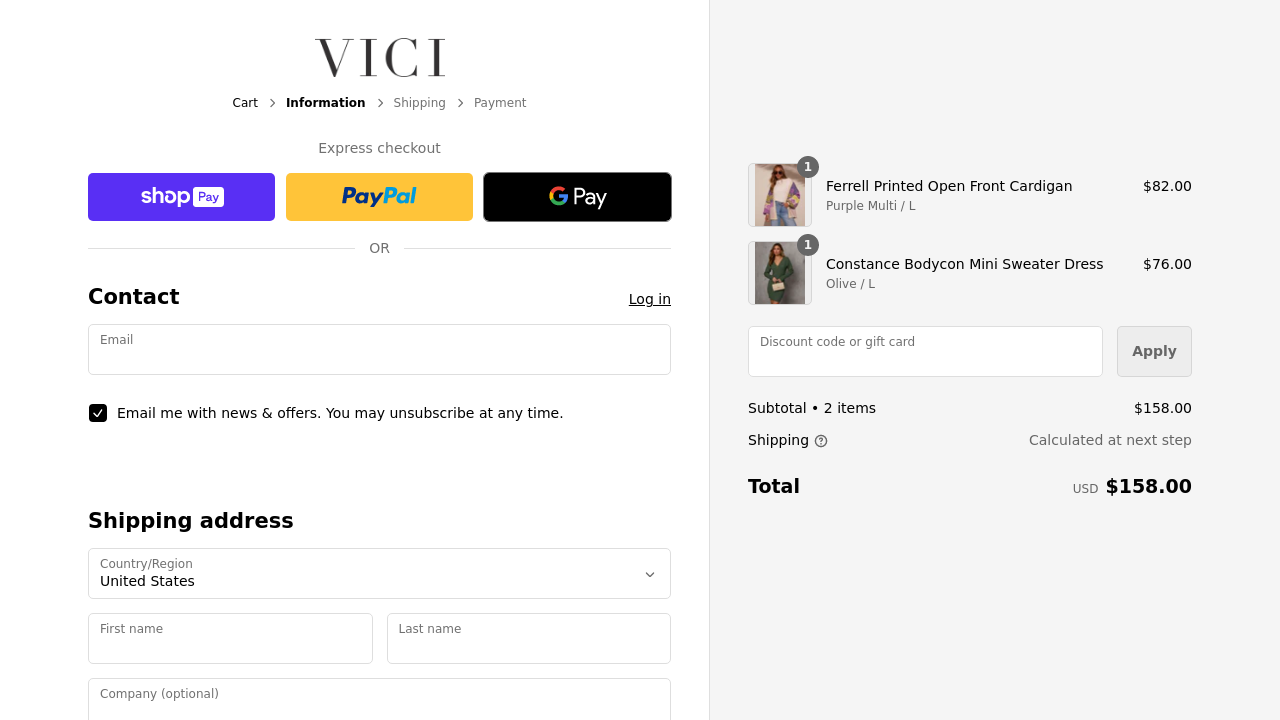 VICI
Cart > Information > Shipping > Payment
Express checkout
shop Pay
PayPal
G Pay
OR
Contact
Log in
Email
Email me with news & offers. You may unsubscribe at any time.
Shipping address
Country/Region
United States
First name
Last name
Company (optional)
1
Ferrell Printed Open Front Cardigan
$82.00
Purple Multi / L
1
Constance Bodycon Mini Sweater Dress
$76.00
Olive / L
Discount code or gift card
Apply
Subtotal • 2 items
$158.00
Shipping
Calculated at next step
Total
USD $158.00